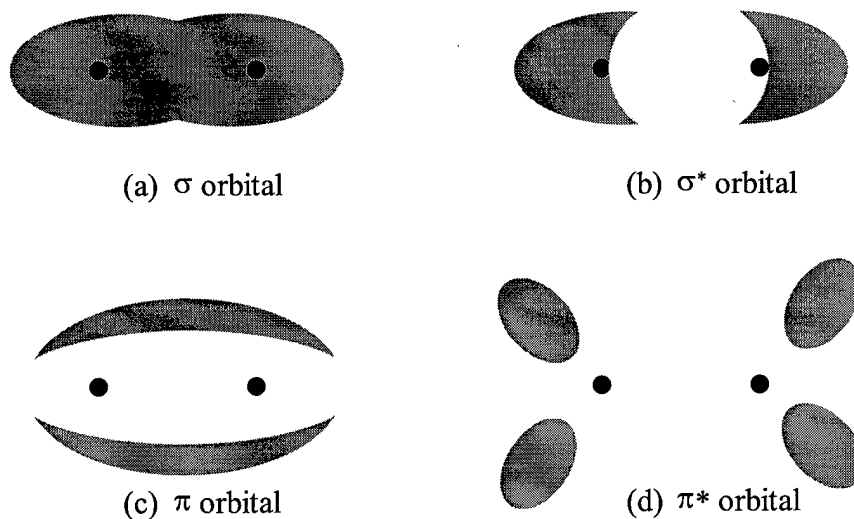 (a) σ orbital
(b) σ* orbital
(c) π orbital
(d) π* orbital